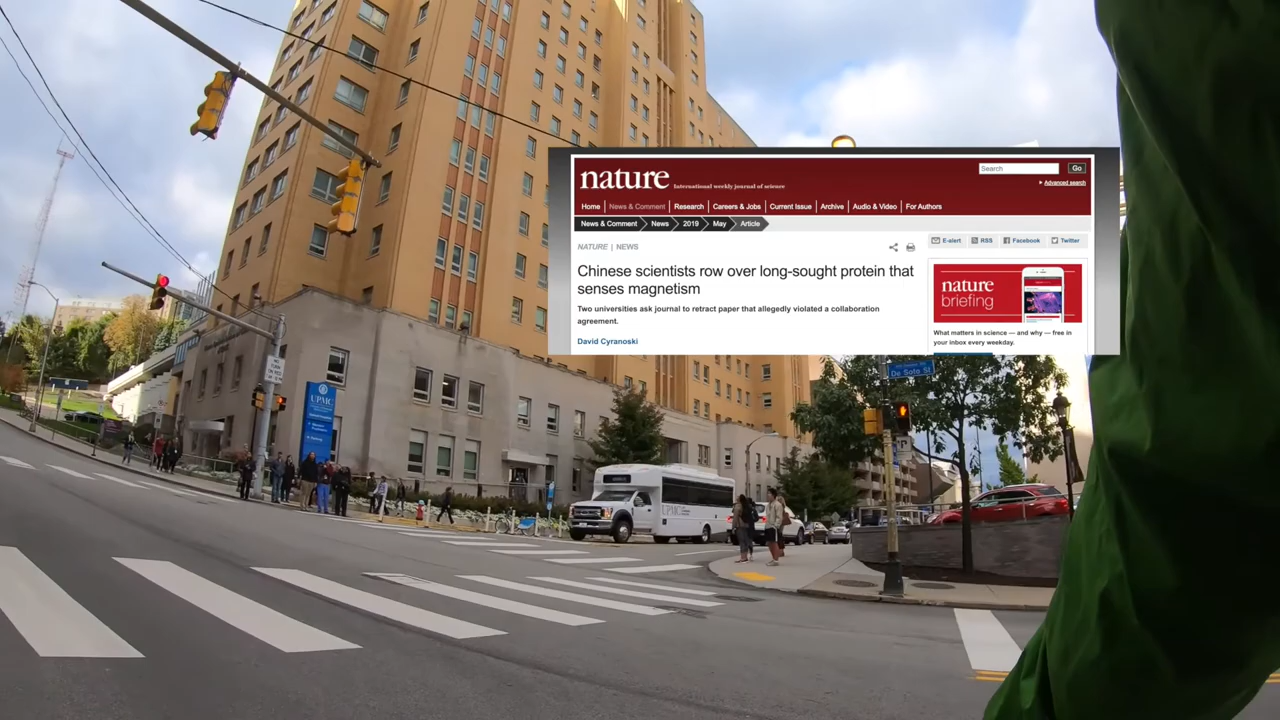 nature International weekly journal of science
Search Go
Advanced search
Home News & Comment Research Careers & Jobs Current Issue Archive Audio & Video For Authors
News & Comment News 2019 May Article
NATURE | NEWS
E-alert RSS Facebook Twitter
Chinese scientists row over long-sought protein that
senses magnetism
Two universities ask journal to retract paper that allegedly violated a collaboration
agreement.
David Cyranoski
nature
briefing
What matters in science — and why — free in
your inbox every weekday.
De Soto St
UPMC
UPMC